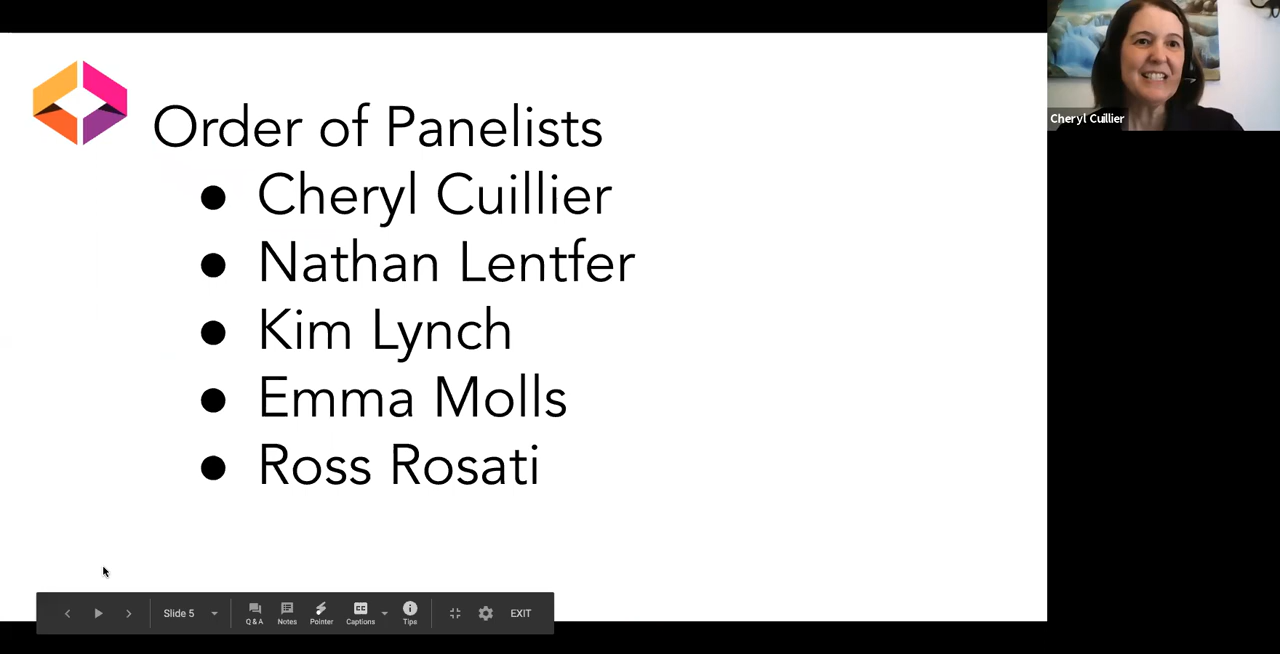 Order of Panelists
● Cheryl Cuillier
● Nathan Lentfer
● Kim Lynch
● Emma Molls
● Ross Rosati
Cheryl Cuillier
Slide 5
Q & A
Notes
Pointer
CC
Captions
Tips
EXIT